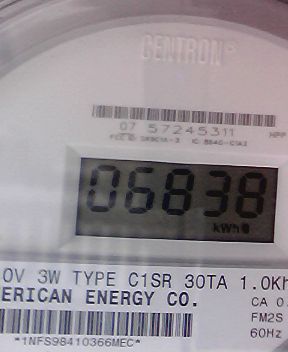 CENTRON®
07 57245311
06838
kWh
0V 3W TYPE C1SR 30TA 1.0Kh
ERICAN ENERGY CO.
CA 0.
FM2S
60Hz
*1NFS98410366MEC*